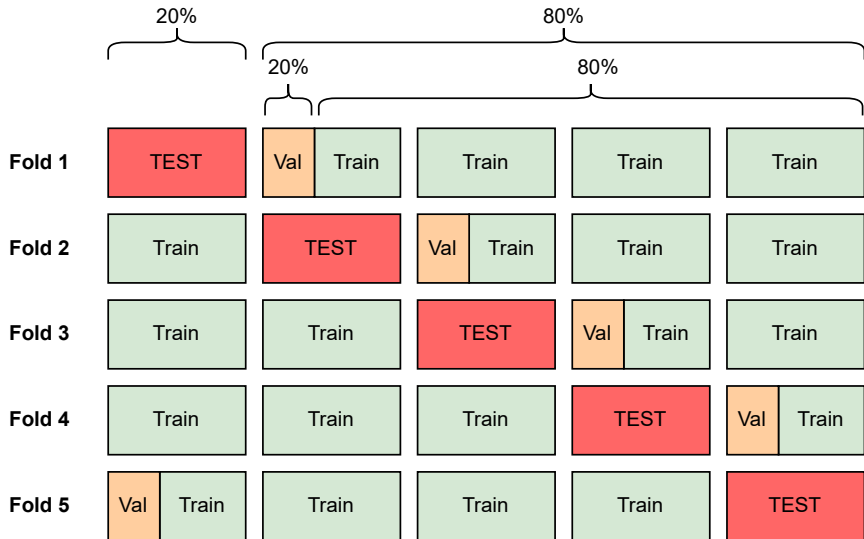 20% 80%
20% 80%
Fold 1 TEST Val Train Train Train Train
Fold 2 Train TEST Val Train Train Train
Fold 3 Train Train TEST Val Train Train
Fold 4 Train Train Train TEST Val Train
Fold 5 Val Train Train Train Train TEST